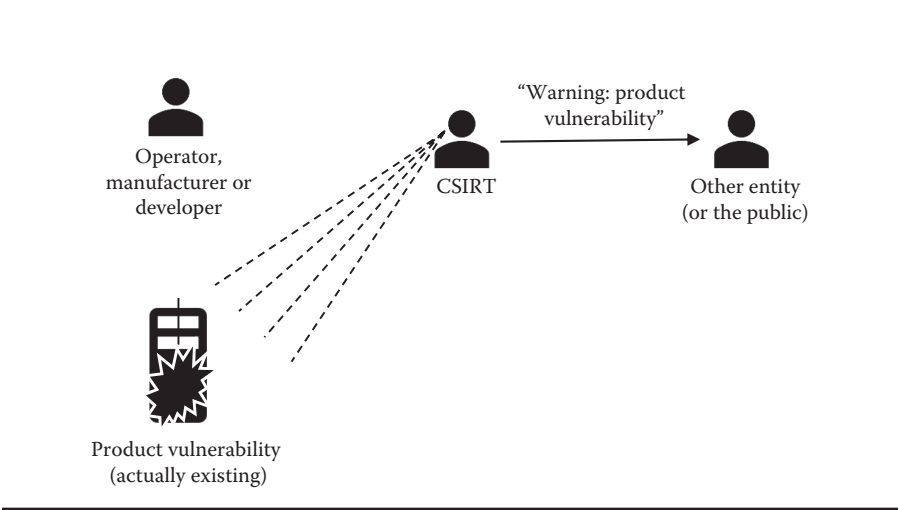 “Warning: product
vulnerability”
Operator,
manufacturer or
developer
CSIRT
Other entity
(or the public)
Product vulnerability
(actually existing)